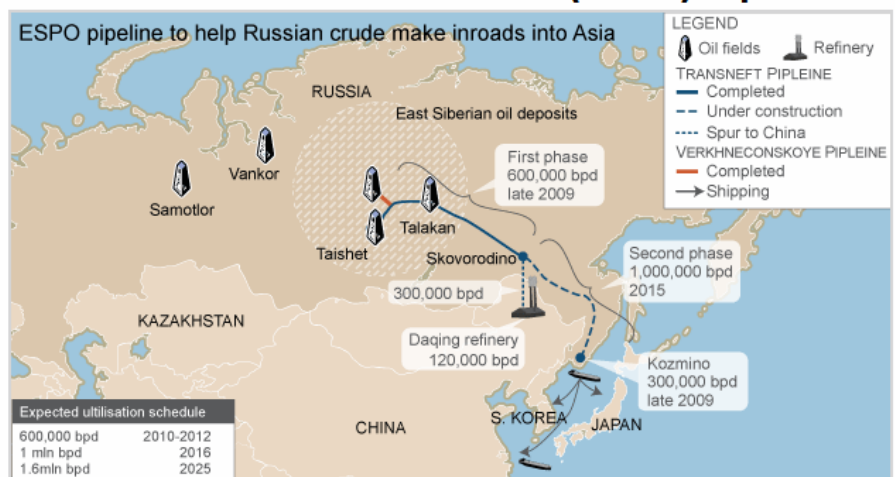 ESPO pipeline to help Russian crude make inroads into Asia
LEGEND
Oil fields
Refinery
TRANSNEFT PIPLEINE
Completed
Under construction
Spur to China
VERKHNECONSKOYE PIPLEINE
Completed
Shipping
RUSSIA
East Siberian oil deposits
Vankor
Samotlor
First phase
600,000 bpd
late 2009
Talakan
Taishet
Skovorodino
Second phase
1,000,000 bpd
2015
300,000 bpd
KAZAKHSTAN
Daqing refinery
120,000 bpd
Kozmino
300,000 bpd
late 2009
S. KOREA
JAPAN
CHINA
Expected ultilisation schedule
600,000 bpd 2010-2012
1 mln bpd 2016
1.6mln bpd 2025